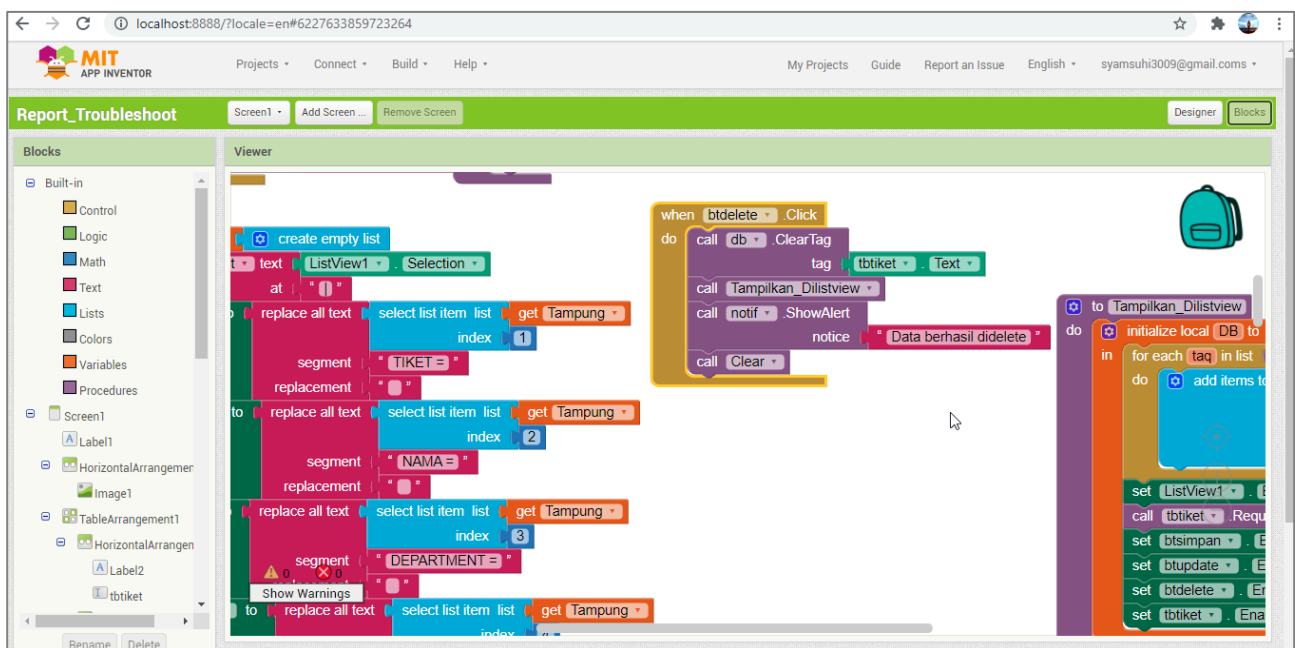 localhost:8888/?locale=en#6227633859723264
MIT
APP INVENTOR
Projects Connect Build Help My Projects Guide Report an Issue English syamsuhi3009@gmail.coms
Report_Troubleshoot Screen1 Add Screen ... Remove Screen Designer Blocks
Blocks
Built-in
Control
Logic
Math
Text
Lists
Colors
Variables
Procedures
Screen1
Label1
HorizontalArrangemen
Image1
TableArrangement1
HorizontalArrangen
Label2
tbtiket
Rename Delete
Viewer
create empty list
text ListView1 . Selection
at " | "
replace all text select list item list get Tampung
index 1
segment " TIKET = "
replacement " "
to replace all text select list item list get Tampung
index 2
segment " NAMA = "
replacement " "
replace all text select list item list get Tampung
index 3
segment " DEPARTMENT = "
" "
0 0
Show Warnings
to replace all text select list item list get Tampung
index
when btdelete .Click
do call db .ClearTag
tag tbtiket . Text
call Tampilkan_Dilistview
call notif .ShowAlert
notice " Data berhasil didelete "
call Clear
to Tampilkan_Dilistview
do initialize local DB to
in for each taq in list
do add items to
set ListView1 . E
call tbtiket .Requ
set btsimpan . E
set btupdate . E
set btdelete . En
set tbtiket . Ena